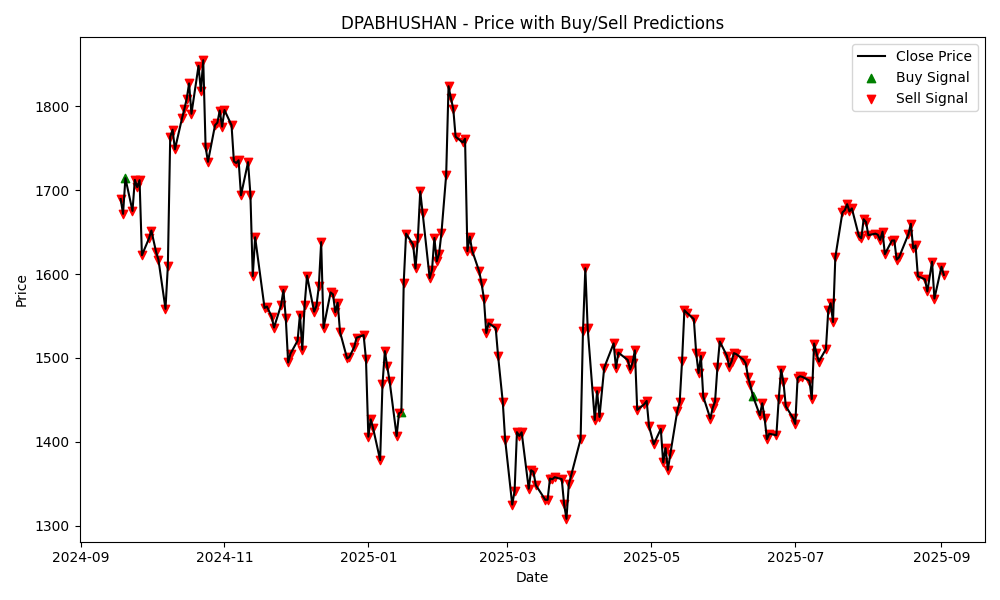 DPABHUSHAN - Price with Buy/Sell Predictions
Close Price
Buy Signal
Sell Signal
Price
1800
1700
1600
1500
1400
1300
2024-09
2024-11
2025-01
2025-03
2025-05
2025-07
2025-09
Date